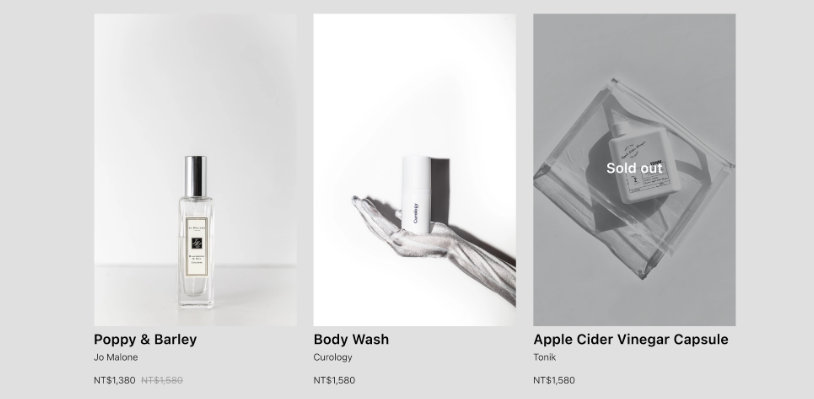 Curology
Sold out
Poppy & Barley
Jo Malone
NT$1,380 NT$1,580
Body Wash
Curology
NT$1,580
Apple Cider Vinegar Capsule
Tonik
NT$1,580